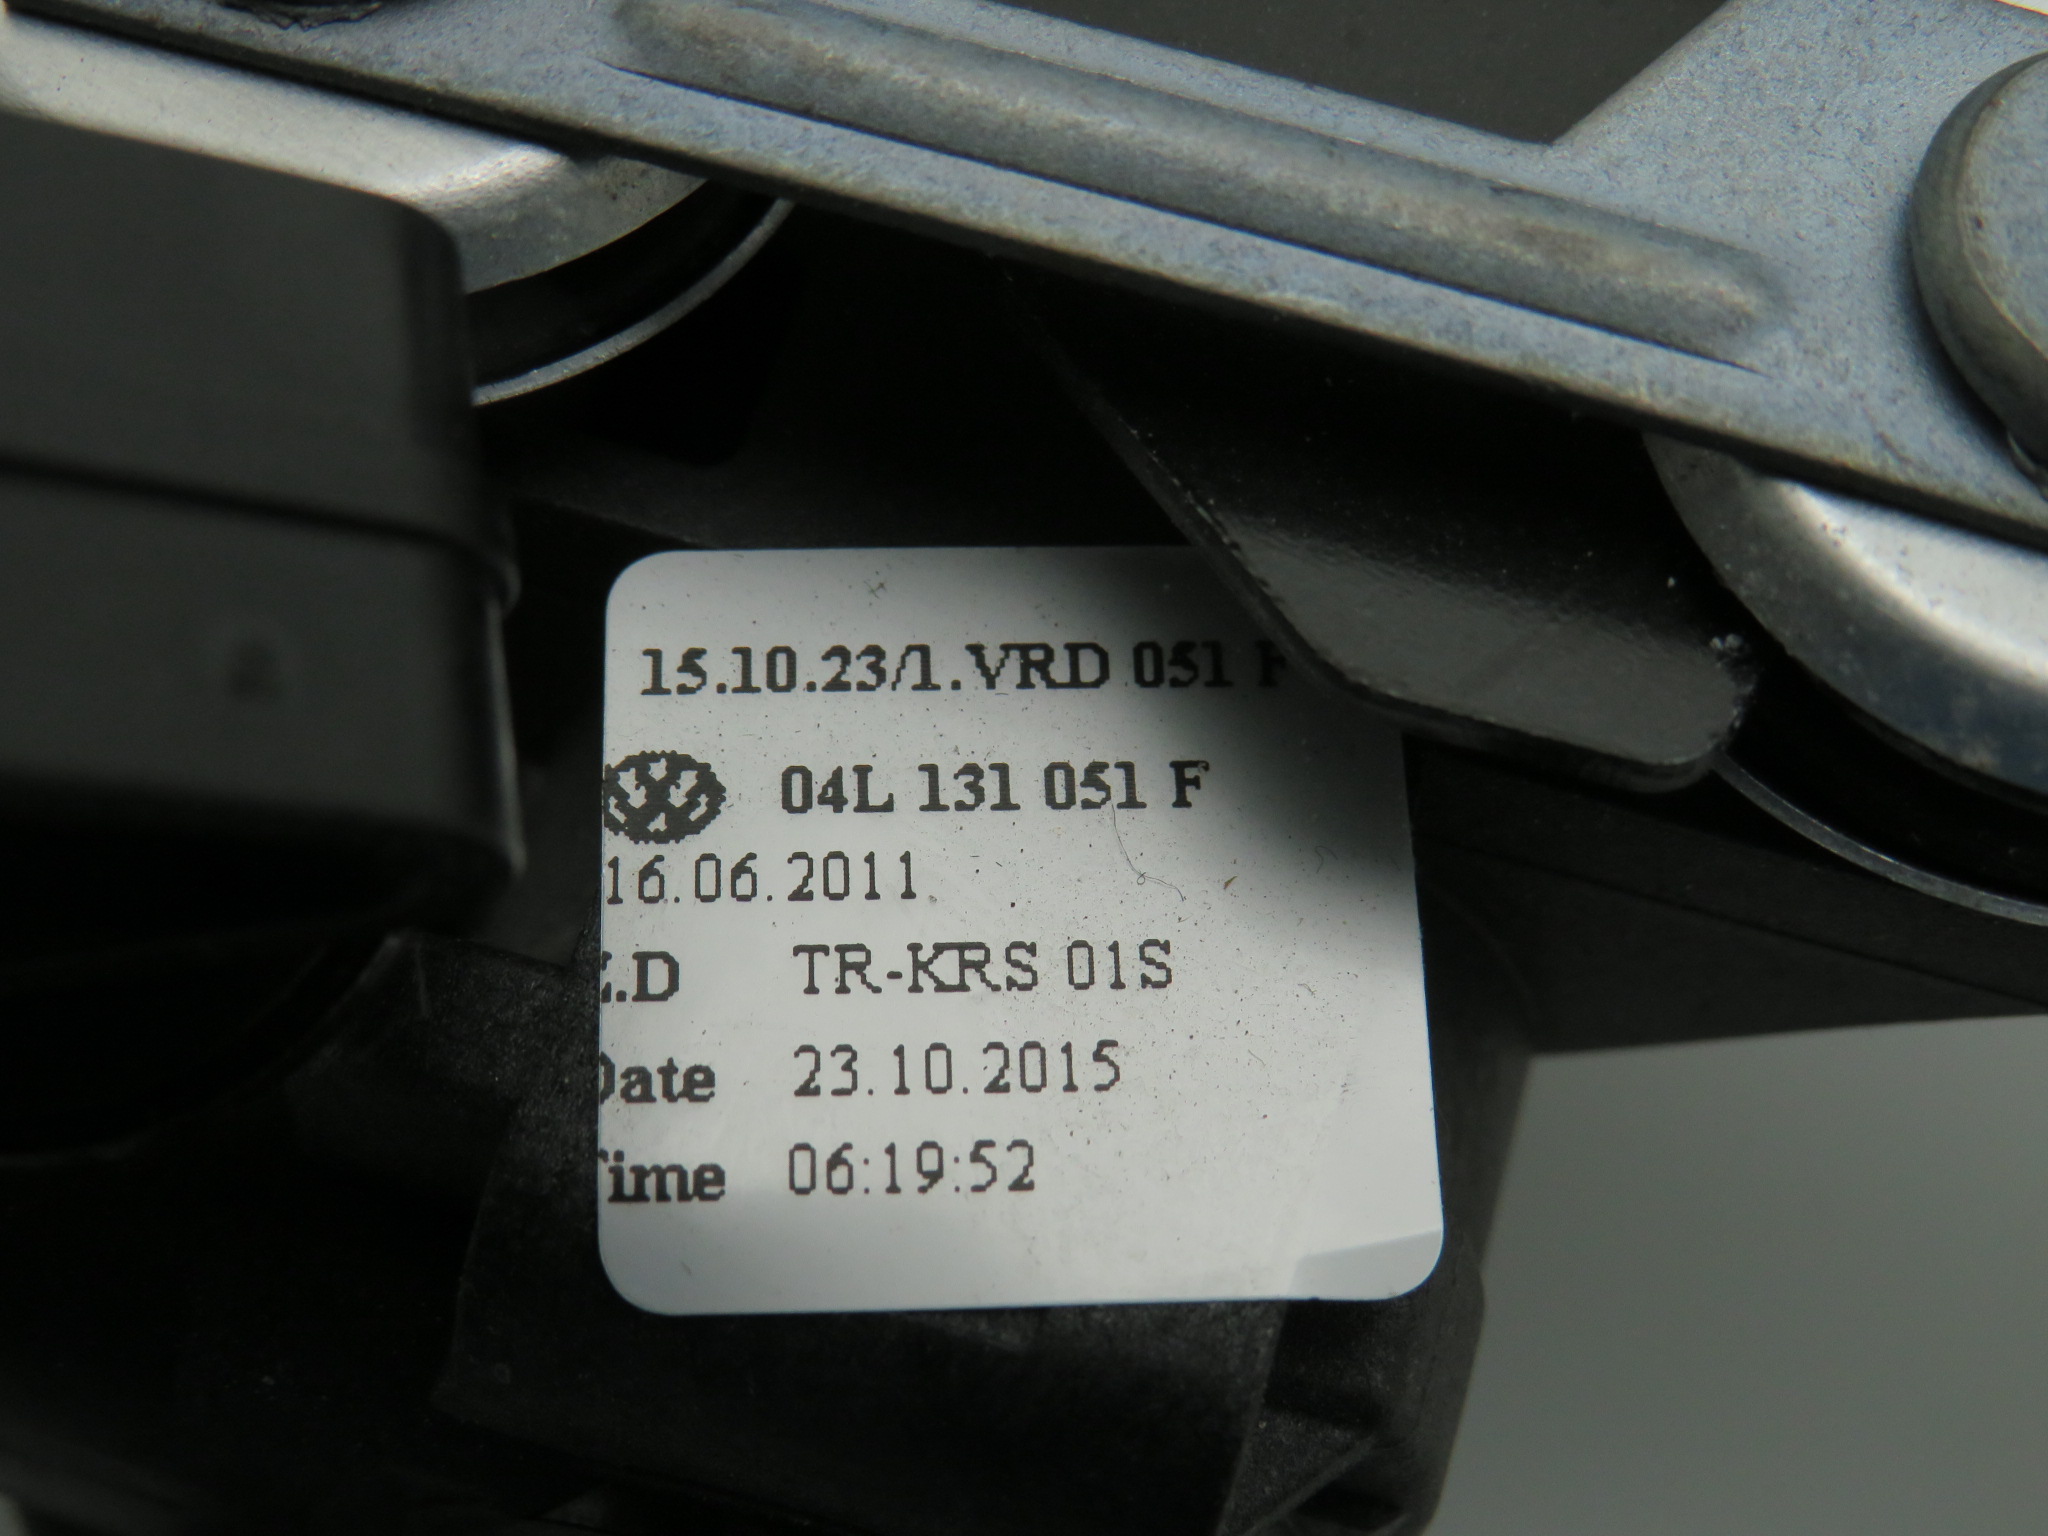 15.10.23/1.VRD 051 F
04L 131 051 F
16.06.2011
TR-KRS 01S
Date 23.10.2015
Time 06:19:52